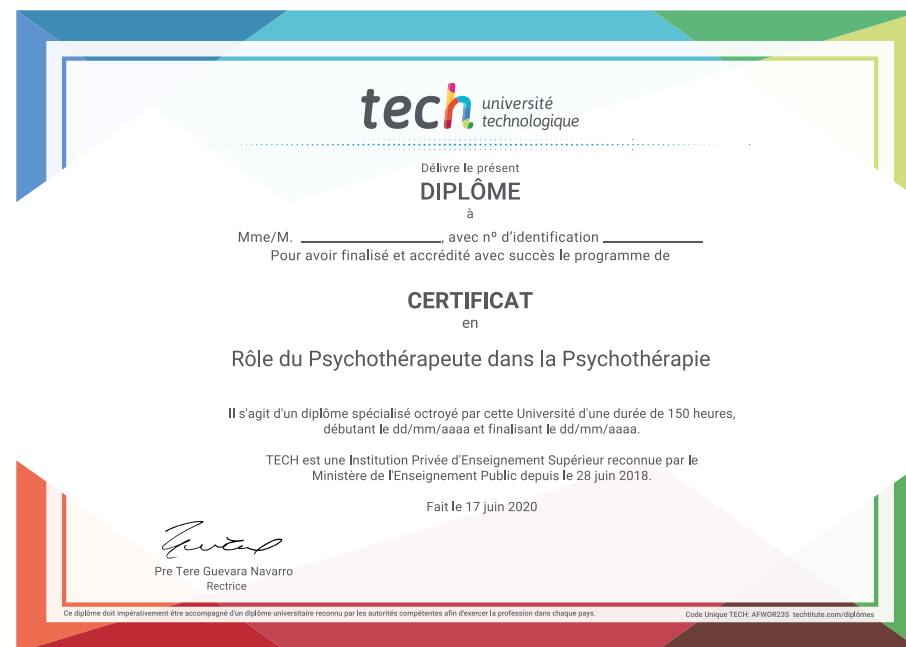 tech université
technologique
Délivre le présent
DIPLÔME
à
Mme/M. ____________________, avec nº d'identification ______________
Pour avoir finalisé et accrédité avec succès le programme de
CERTIFICAT
en
Rôle du Psychothérapeute dans la Psychothérapie
Il s'agit d'un diplôme spécialisé octroyé par cette Université d'une durée de 150 heures,
débutant le dd/mm/aaaa et finalisant le dd/mm/aaaa.
TECH est une Institution Privée d'Enseignement Supérieur reconnue par le
Ministère de l'Enseignement Public depuis le 28 juin 2018.
Fait le 17 juin 2020
Pre Tere Guevara Navarro
Rectrice
Ce diplôme doit impérativement être accompagné d'un diplôme universitaire reconnu par les autorités compétentes afin d'exercer la profession dans chaque pays.
Code Unique TECH: AFWOR23S techtitute.com/diplômes